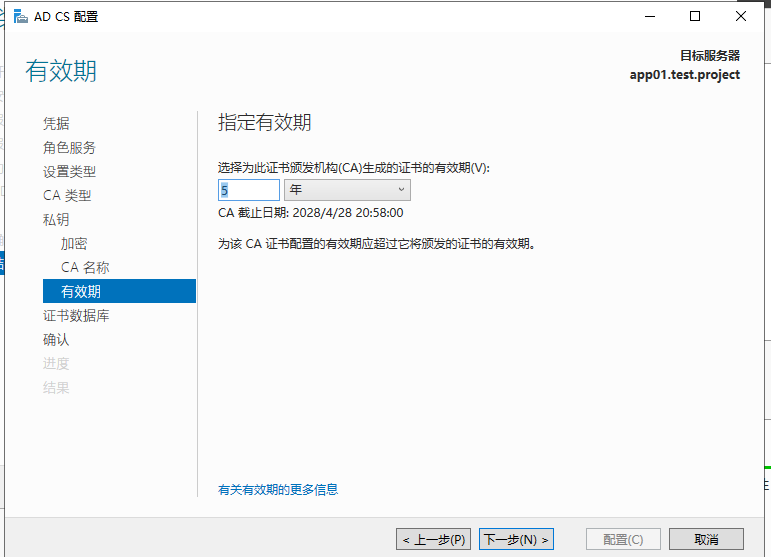 AD CS 配置
有效期
目标服务器
app01.test.project
凭据
角色服务
设置类型
CA 类型
私钥
加密
CA 名称
有效期
证书数据库
确认
进度
结果
指定有效期
选择为此证书颁发机构(CA)生成的证书的有效期(V):
5 年
CA 截止日期: 2028/4/28 20:58:00
为该 CA 证书配置的有效期应超过它将颁发的证书的有效期。
有关有效期的更多信息
< 上一步(P) 下一步(N) > 配置(C) 取消